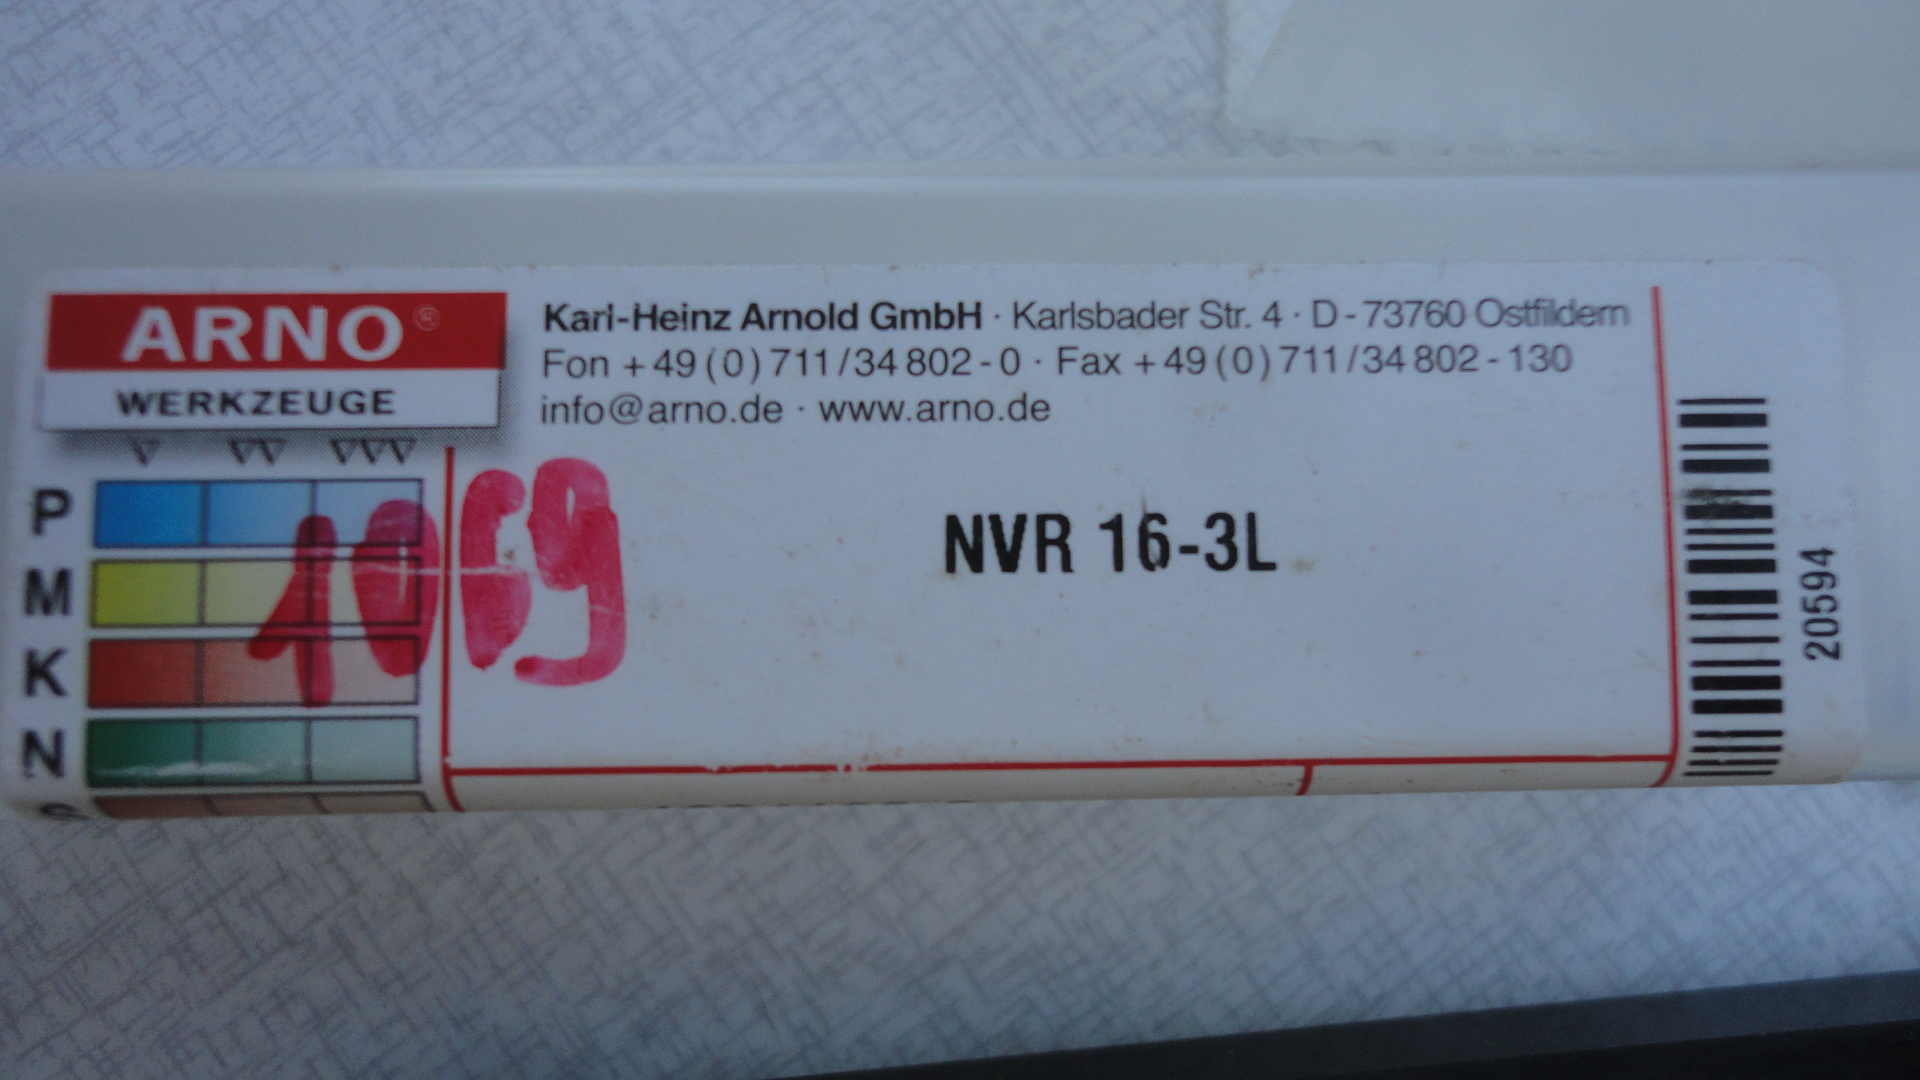 ARNO®
WERKZEUGE
Karl-Heinz Arnold GmbH · Karlsbader Str. 4 · D - 73760 Ostfildern
Fon +49 (0) 711/34 802 - 0 · Fax +49 (0) 711/34 802 - 130
info@arno.de · www.arno.de
P
M
K
N
S
1069
NVR 16-3L
20594